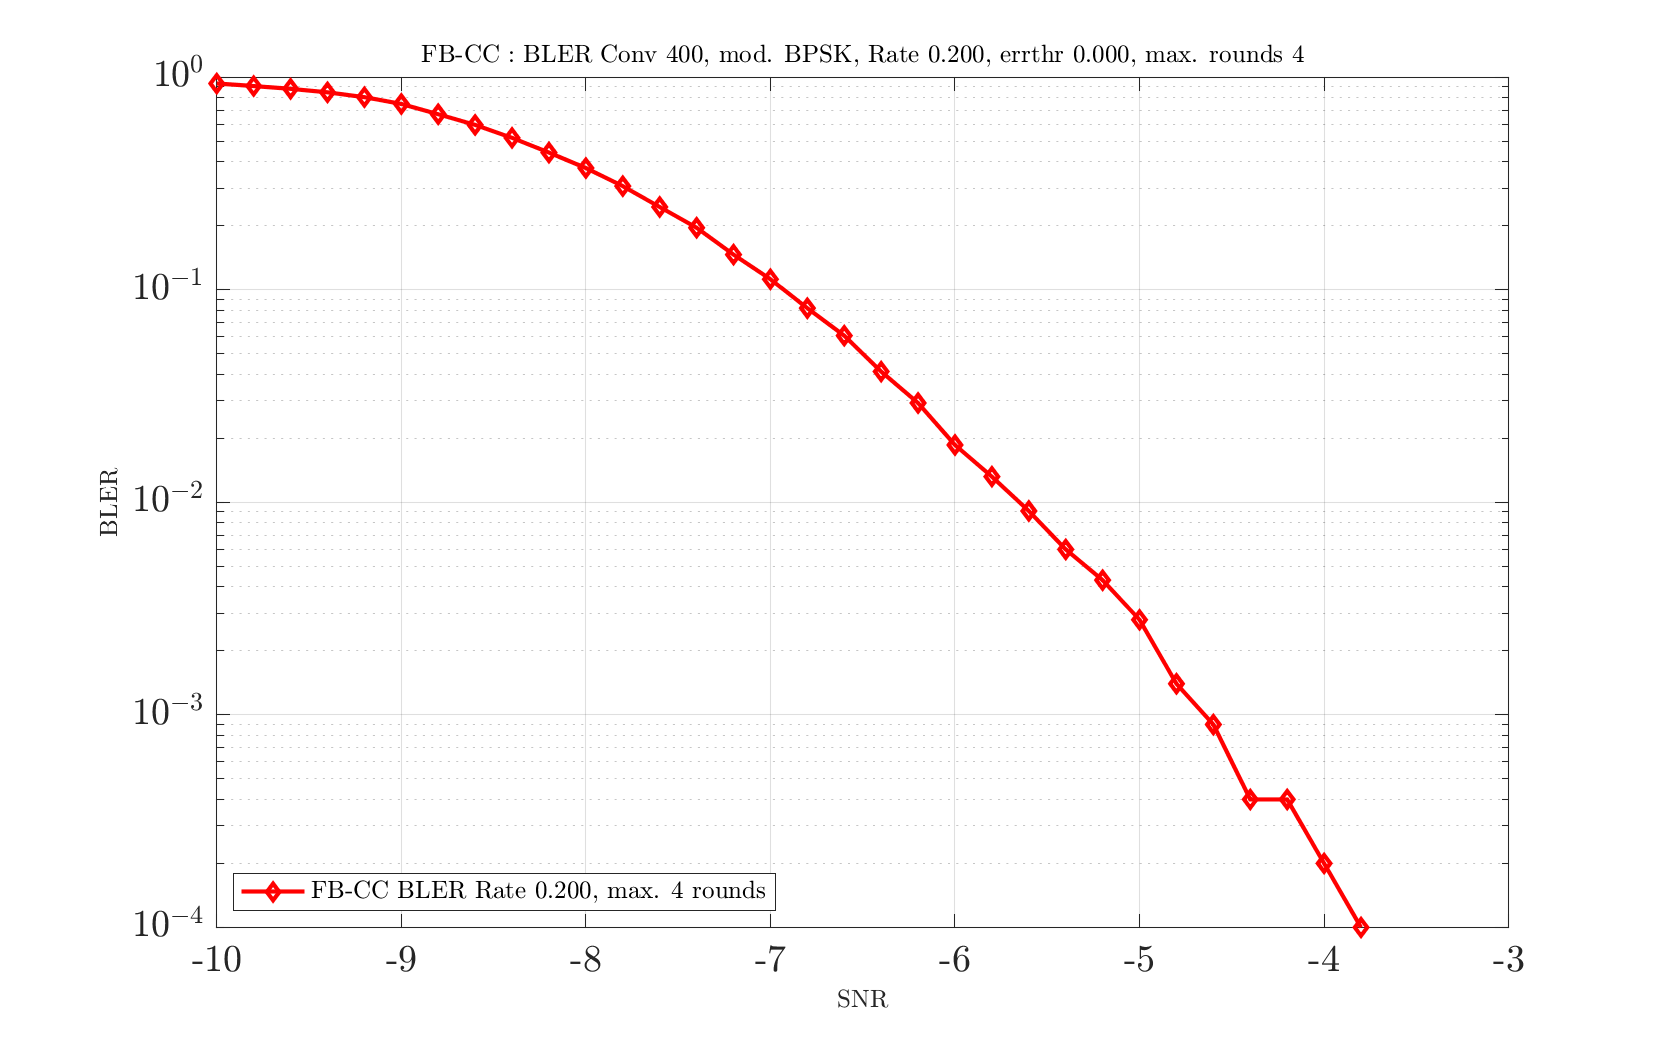 FB-CC : BLER Conv 400, mod. BPSK, Rate 0.200, errthr 0.000, max. rounds 4
10^0
10^{-1}
10^{-2}
10^{-3}
10^{-4}
BLER
FB-CC BLER Rate 0.200, max. 4 rounds
-10 -9 -8 -7 -6 -5 -4 -3
SNR